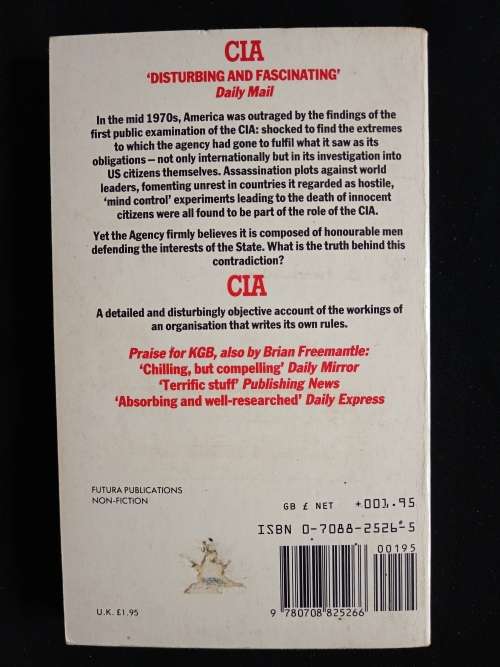 CIA
‘DISTURBING AND FASCINATING’
Daily Mail
In the mid 1970s, America was outraged by the findings of the
first public examination of the CIA: shocked to find the extremes
to which the agency had gone to fulfil what it saw as its
obligations — not only internationally but in its investigation into
US citizens themselves. Assassination plots against world
leaders, fomenting unrest in countries it regarded as hostile,
‘mind control’ experiments leading to the death of innocent
citizens were all found to be part of the role of the CIA.
Yet the Agency firmly believes it is composed of honourable men
defending the interests of the State. What is the truth behind this
contradiction?
CIA
A detailed and disturbingly objective account of the workings of
an organisation that writes its own rules.
Praise for KGB, also by Brian Freemantle:
‘Chilling, but compelling’ Daily Mirror
‘Terrific stuff’ Publishing News
‘Absorbing and well-researched’ Daily Express
FUTURA PUBLICATIONS
NON-FICTION
GB £ NET +001.95
ISBN 0-7088-2526-5
00195
9 780708 825266
U.K. £1.95